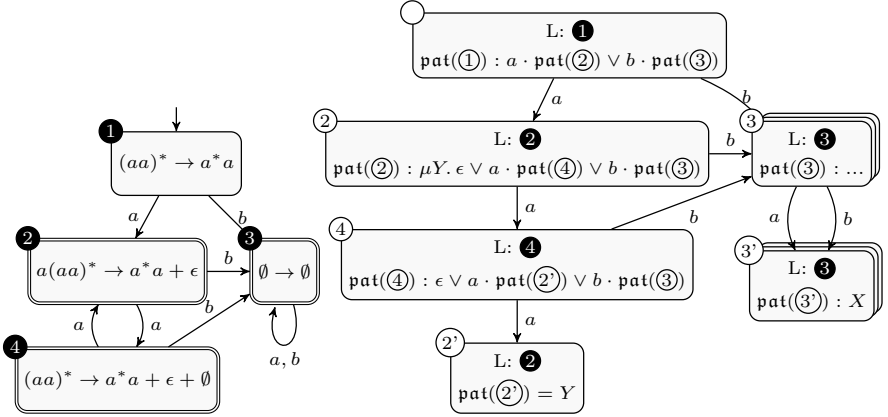 1
(aa)* → a*a
a
b
2
a(aa)* → a*a + ϵ
b
3
∅ → ∅
a
a
b
a, b
4
(aa)* → a*a + ϵ + ∅
L: 1
𝔭𝔞𝔱(①) : a · 𝔭𝔞𝔱(②) ∨ b · 𝔭𝔞𝔱(③)
a
b
2
L: 2
𝔭𝔞𝔱(②) : μY. ϵ ∨ a · 𝔭𝔞𝔱(④) ∨ b · 𝔭𝔞𝔱(③)
b
3
L: 3
𝔭𝔞𝔱(③) : ...
a
b
a
b
4
L: 4
𝔭𝔞𝔱(④) : ϵ ∨ a · 𝔭𝔞𝔱(2') ∨ b · 𝔭𝔞𝔱(③)
3'
L: 3
𝔭𝔞𝔱(3') : X
a
2'
L: 2
𝔭𝔞𝔱(2') = Y